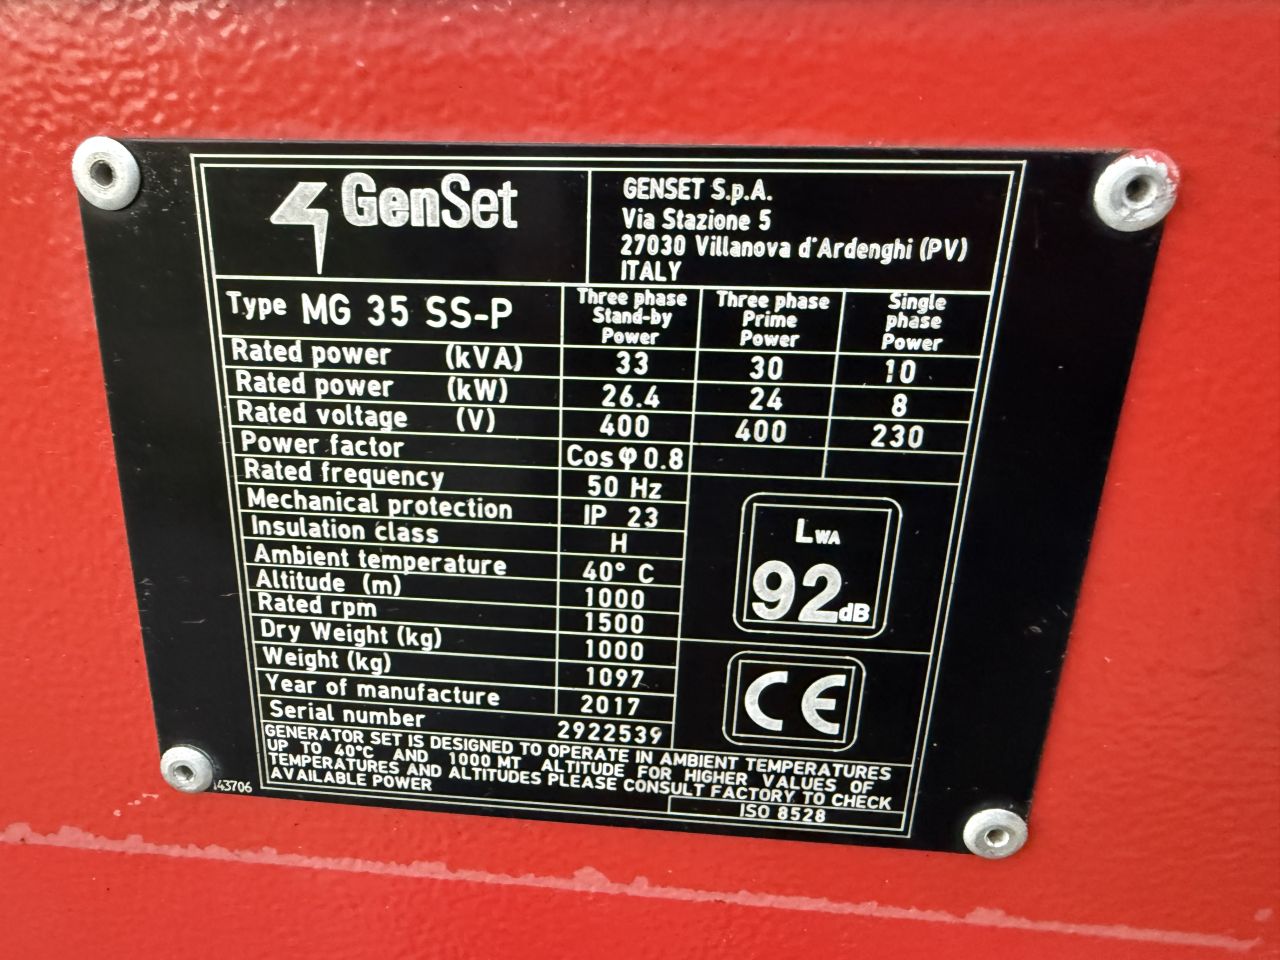 GenSet
GENSET S.p.A.
Via Stazione 5
27030 Villanova d'Ardenghi (PV)
ITALY
Type MG 35 SS-P
Three phase Stand-by Power
Three phase Prime Power
Single phase Power
Rated power (kVA) 33 30 10
Rated power (kW) 26.4 24 8
Rated voltage (V) 400 400 230
Power factor Cos φ 0.8
Rated frequency 50 Hz
Mechanical protection IP 23
Insulation class H
Ambient temperature 40° C
Altitude (m) 1000
Rated rpm 1500
Dry Weight (kg) 1000
Weight (kg) 1097
Year of manufacture 2017
Serial number 2922539
LWA
92dB
CE
GENERATOR SET IS DESIGNED TO OPERATE IN AMBIENT TEMPERATURES
UP TO 40°C AND 1000 MT ALTITUDE FOR HIGHER VALUES OF
TEMPERATURES AND ALTITUDES PLEASE CONSULT FACTORY TO CHECK
AVAILABLE POWER
ISO 8528